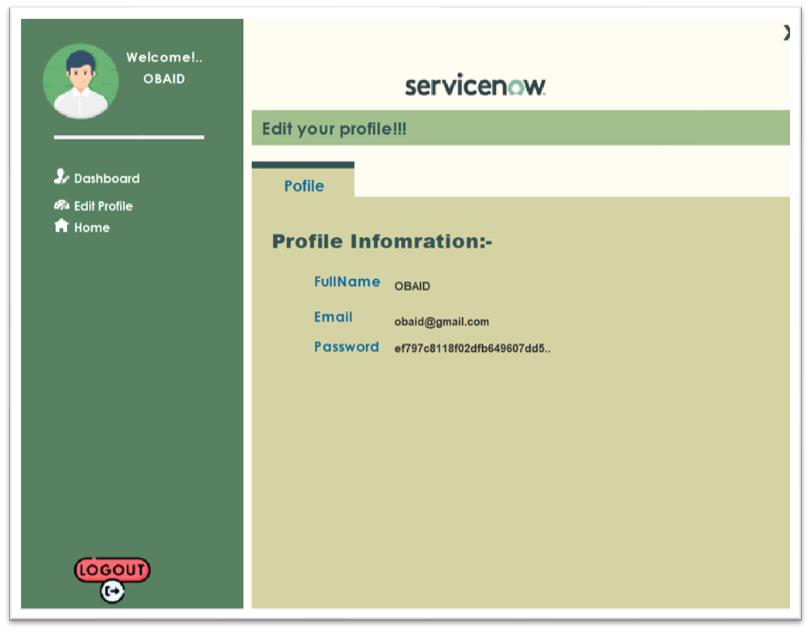 Welcome!..
OBAID
Dashboard
Edit Profile
Home
LOGOUT
servicenow
Edit your profile!!!
Pofile
Profile Infomration:-
FullName OBAID
Email obaid@gmail.com
Password ef797c8118f02dfb649607dd5..